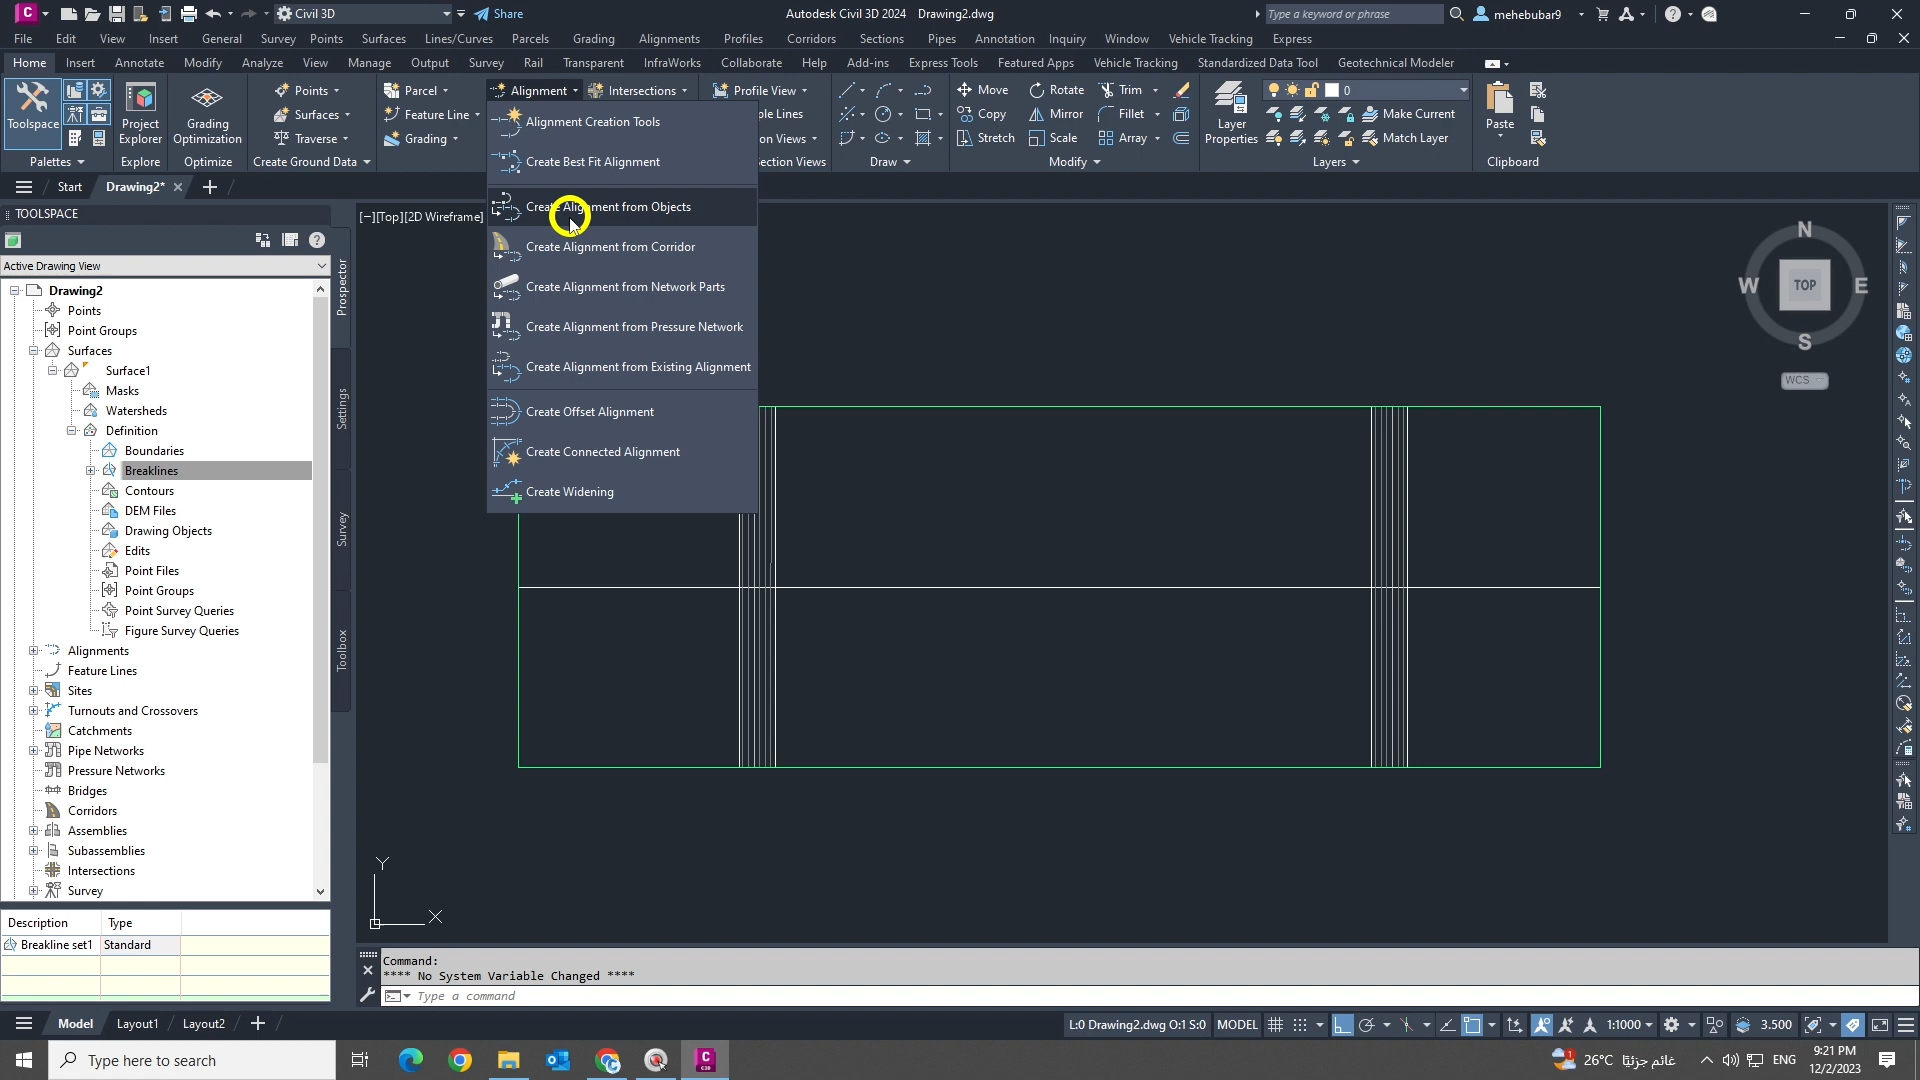 Civil 3D
Share
Autodesk Civil 3D 2024 Drawing2.dwg
Type a keyword or phrase
mehebubar9
File Edit View Insert General Survey Points Surfaces Lines/Curves Parcels Grading Alignments Profiles Corridors Sections Pipes Annotation Inquiry Window Vehicle Tracking Express
Home Insert Annotate Modify Analyze View Manage Output Survey Rail Transparent InfraWorks Collaborate Help Add-ins Express Tools Featured Apps Vehicle Tracking Standardized Data Tool Geotechnical Modeler
Toolspace
Palettes
Project Explorer
Explore
Grading Optimization
Optimize
Points
Surfaces
Traverse
Create Ground Data
Parcel
Feature Line
Grading
Alignment
Intersections
Profile View
ple Lines
on Views
ection Views
Draw
Move Rotate Trim
Copy Mirror Fillet
Stretch Scale Array
Modify
Layer Properties
0
Make Current
Match Layer
Layers
Paste
Clipboard
Alignment Creation Tools
Create Best Fit Alignment
Create Alignment from Objects
Create Alignment from Corridor
Create Alignment from Network Parts
Create Alignment from Pressure Network
Create Alignment from Existing Alignment
Create Offset Alignment
Create Connected Alignment
Create Widening
Start
Drawing2*
TOOLSPACE
Active Drawing View
Drawing2
Points
Point Groups
Surfaces
Surface1
Masks
Watersheds
Definition
Boundaries
Breaklines
Contours
DEM Files
Drawing Objects
Edits
Point Files
Point Groups
Point Survey Queries
Figure Survey Queries
Alignments
Feature Lines
Sites
Turnouts and Crossovers
Catchments
Pipe Networks
Pressure Networks
Bridges
Corridors
Assemblies
Subassemblies
Intersections
Survey
Prospector
Settings
Survey
Toolbox
Description Type
Breakline set1 Standard
[−][Top][2D Wireframe]
N
W TOP E
S
WCS
Y
X
Command:
**** No System Variable Changed ****
Type a command
Model Layout1 Layout2
L:0 Drawing2.dwg O:1 S:0 MODEL 1:1000 3.500
Type here to search
26°C غائم جزئيًا
ENG
9:21 PM
12/2/2023